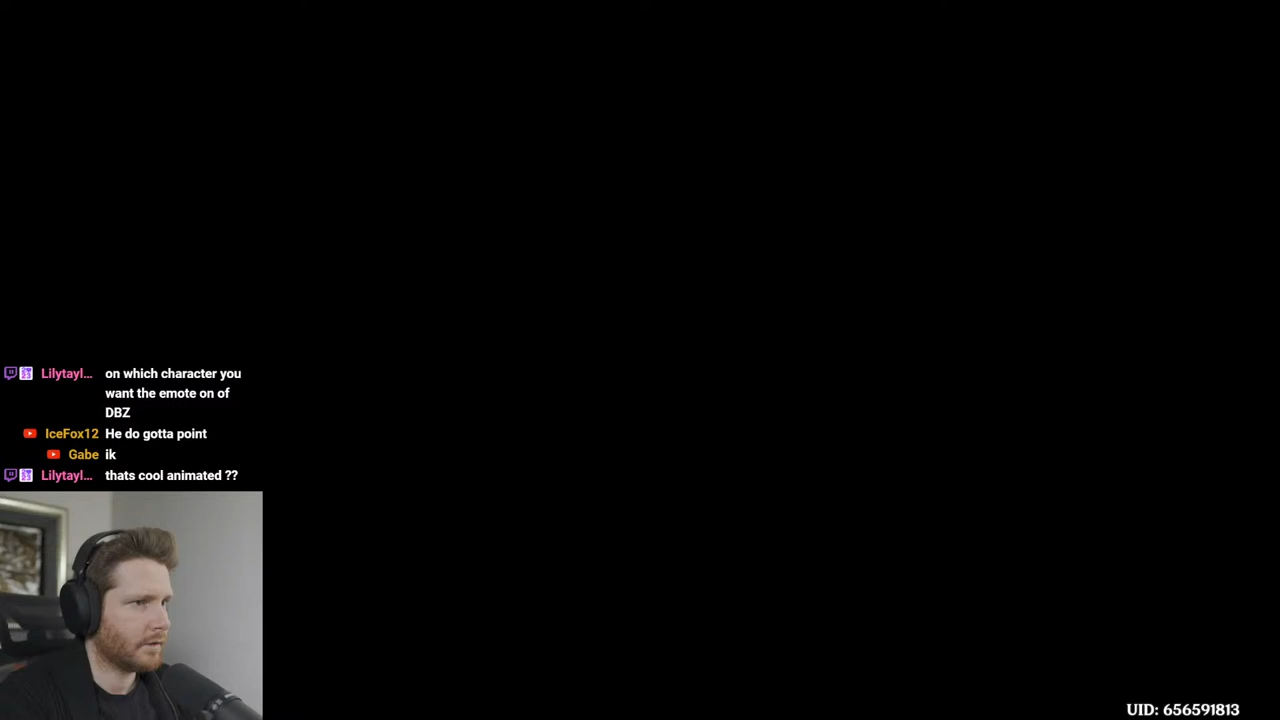 Lilytayl... on which character you
want the emote on of
DBZ
IceFox12 He do gotta point
Gabe ik
Lilytayl... thats cool animated ??
UID: 656591813